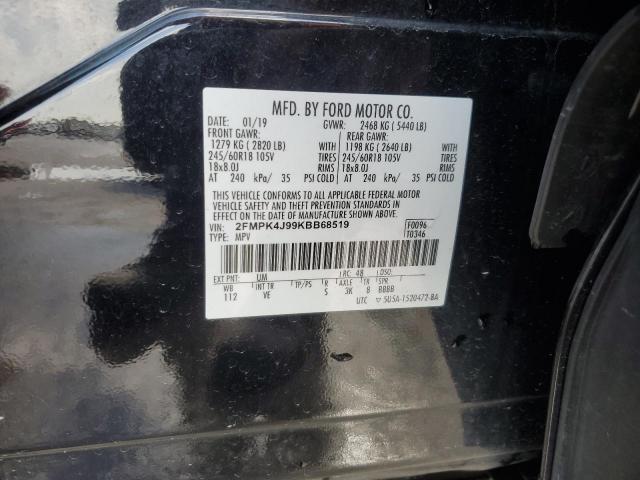 MFD. BY FORD MOTOR CO.
DATE: 01/19 GVWR: 2468 KG ( 5440 LB)
FRONT GAWR: REAR GAWR:
1279 KG ( 2820 LB) WITH 1198 KG ( 2640 LB) WITH
245/60R18 105V TIRES 245/60R18 105V TIRES
18x8.0J RIMS 18x8.0J RIMS
AT 240 kPa/ 35 PSI COLD AT 240 kPa/ 35 PSI COLD
THIS VEHICLE CONFORMS TO ALL APPLICABLE FEDERAL MOTOR
VEHICLE SAFETY AND THEFT PREVENTION STANDARDS IN
EFFECT ON THE DATE OF MANUFACTURE SHOWN ABOVE.
VIN: 2FMPK4J99KBB68519 F0096
TYPE: MPV T0346
EXT PNT: UM RC: 48 DSO:
WB INT TR TP/PS R AXLE TR SPR
112 VE S 3K 8 BBBB
UTC ▽ 5U5A-1520472-BA